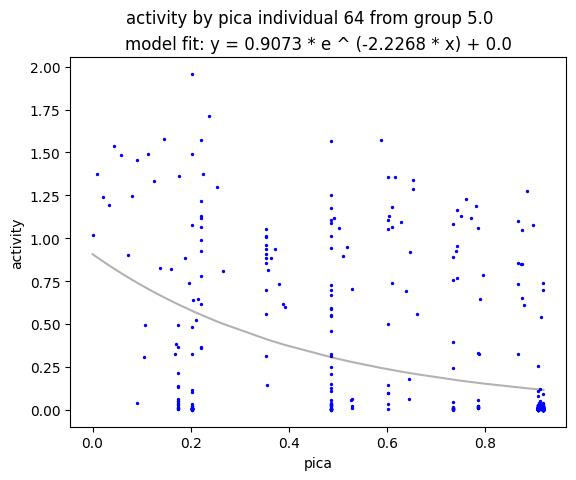 activity by pica individual 64 from group 5.0
model fit: y = 0.9073 * e ^ (-2.2268 * x) + 0.0
2.00
1.75
1.50
1.25
1.00
0.75
0.50
0.25
0.00
activity
0.0 0.2 0.4 0.6 0.8
pica